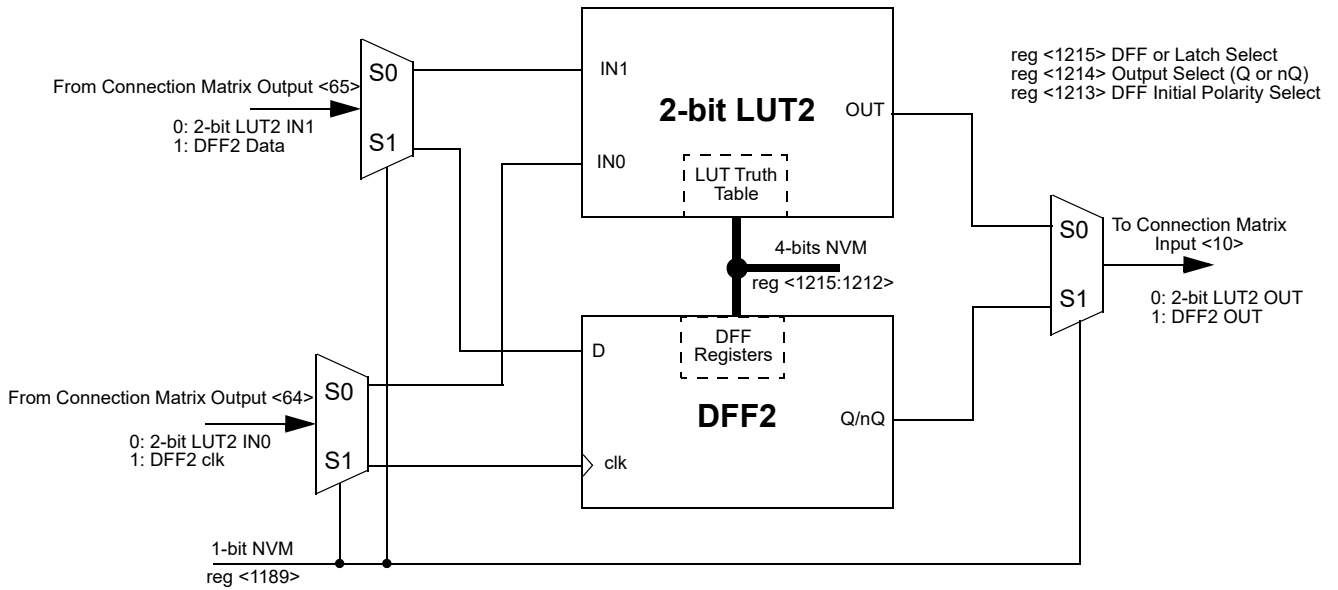 2-bit LUT2
IN1
IN0
OUT
LUT Truth
Table
reg <1215> DFF or Latch Select
reg <1214> Output Select (Q or nQ)
reg <1213> DFF Initial Polarity Select
From Connection Matrix Output <65>
0: 2-bit LUT2 IN1
1: DFF2 Data
S0
S1
4-bits NVM
reg <1215:1212>
To Connection Matrix
Input <10>
0: 2-bit LUT2 OUT
1: DFF2 OUT
S0
S1
DFF
Registers
D
DFF2
Q/nQ
clk
From Connection Matrix Output <64>
0: 2-bit LUT2 IN0
1: DFF2 clk
S0
S1
1-bit NVM
reg <1189>